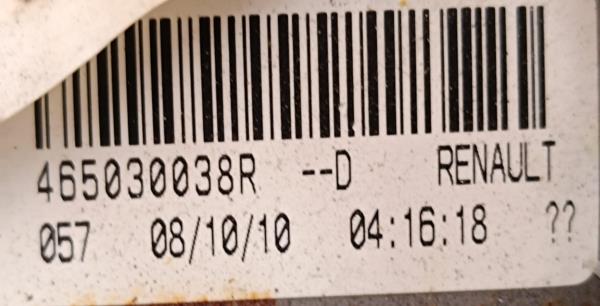 465030038R --D RENAULT
057 08/10/10 04:16:18 ??